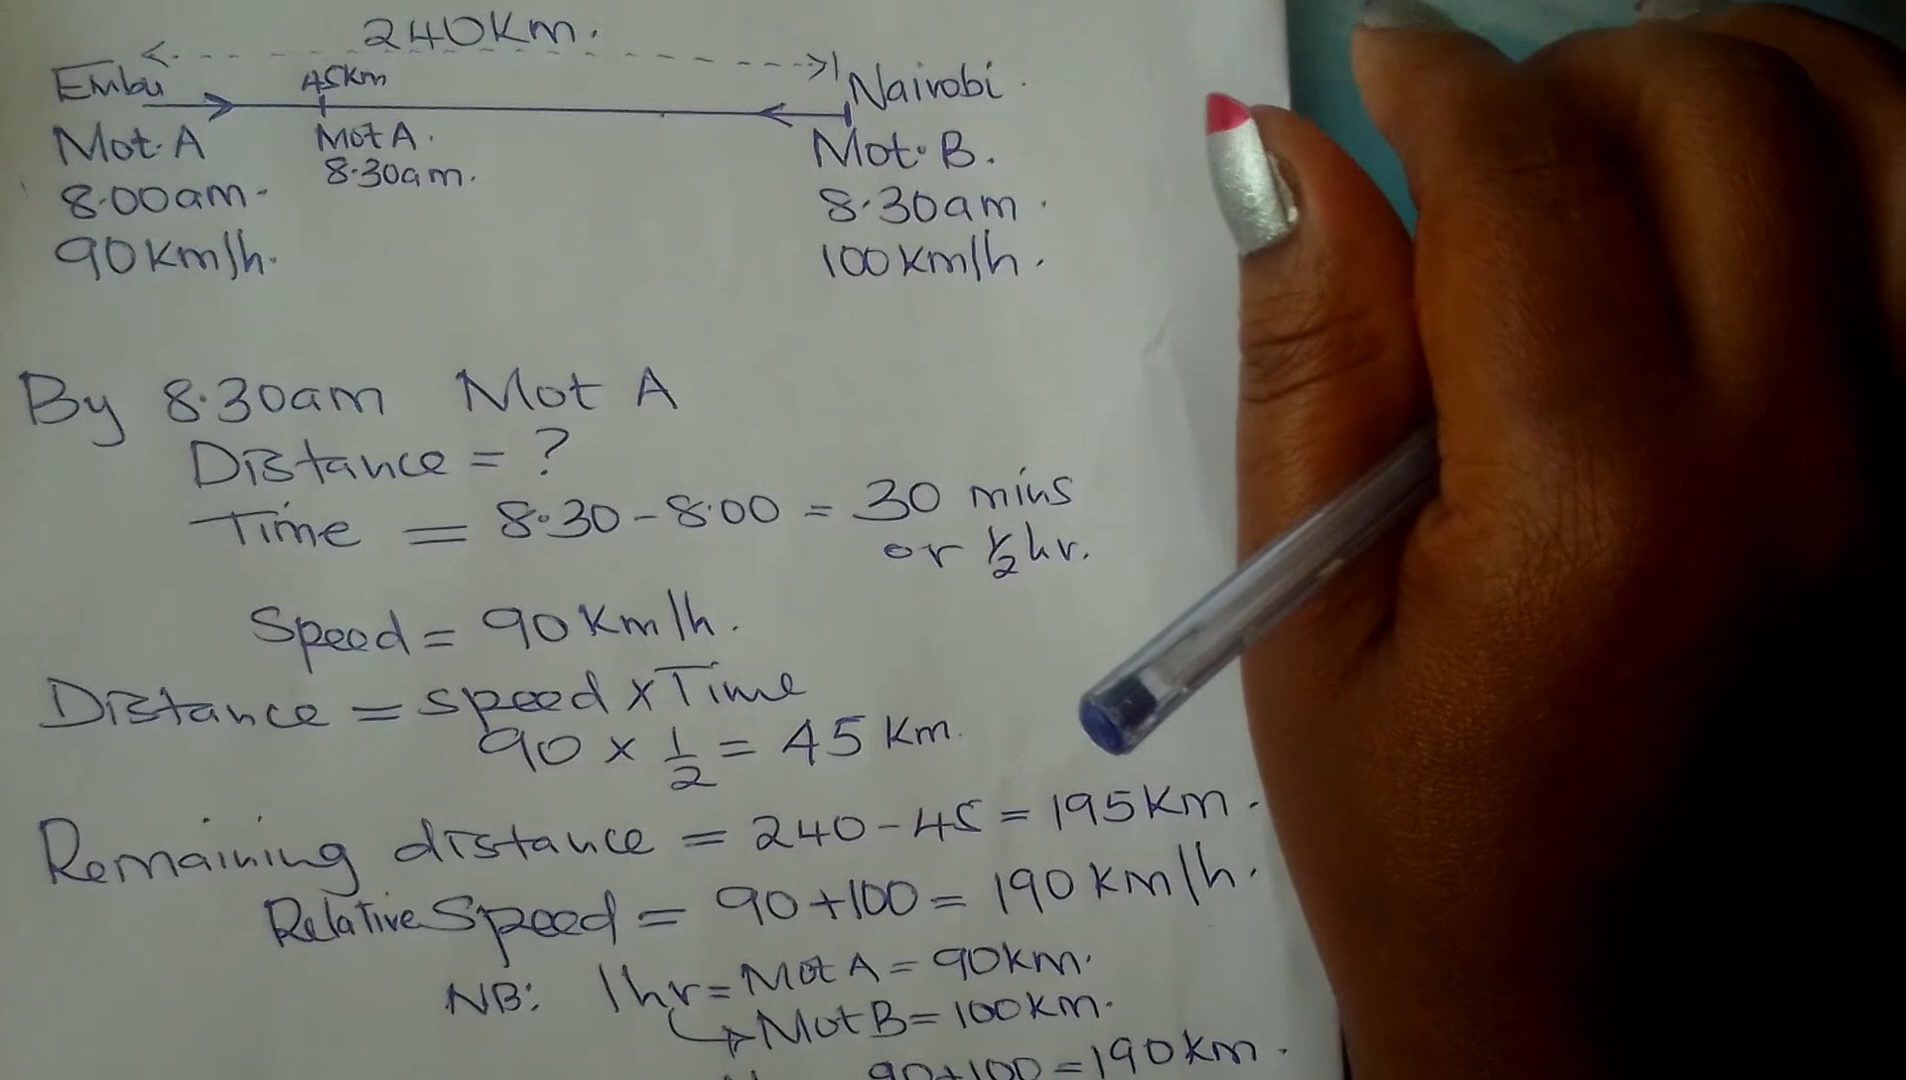 240Km.
Embu 45Km Nairobi
Mot. A Mot A. Mot. B.
8.00am 8.30am. 8.30am.
90Km/h. 100Km/h.
By 8.30am Mot A
Distance = ?
Time = 8.30 - 8.00 = 30 mins
or 1/2 hr.
Speed = 90Km/h.
Distance = speed x Time
90 x 1/2 = 45 Km.
Remaining distance = 240 - 45 = 195Km.
Relative Speed = 90 + 100 = 190 Km/h.
NB: 1hr = Mot A = 90Km.
Mot B = 100Km.
90+100 = 190Km.